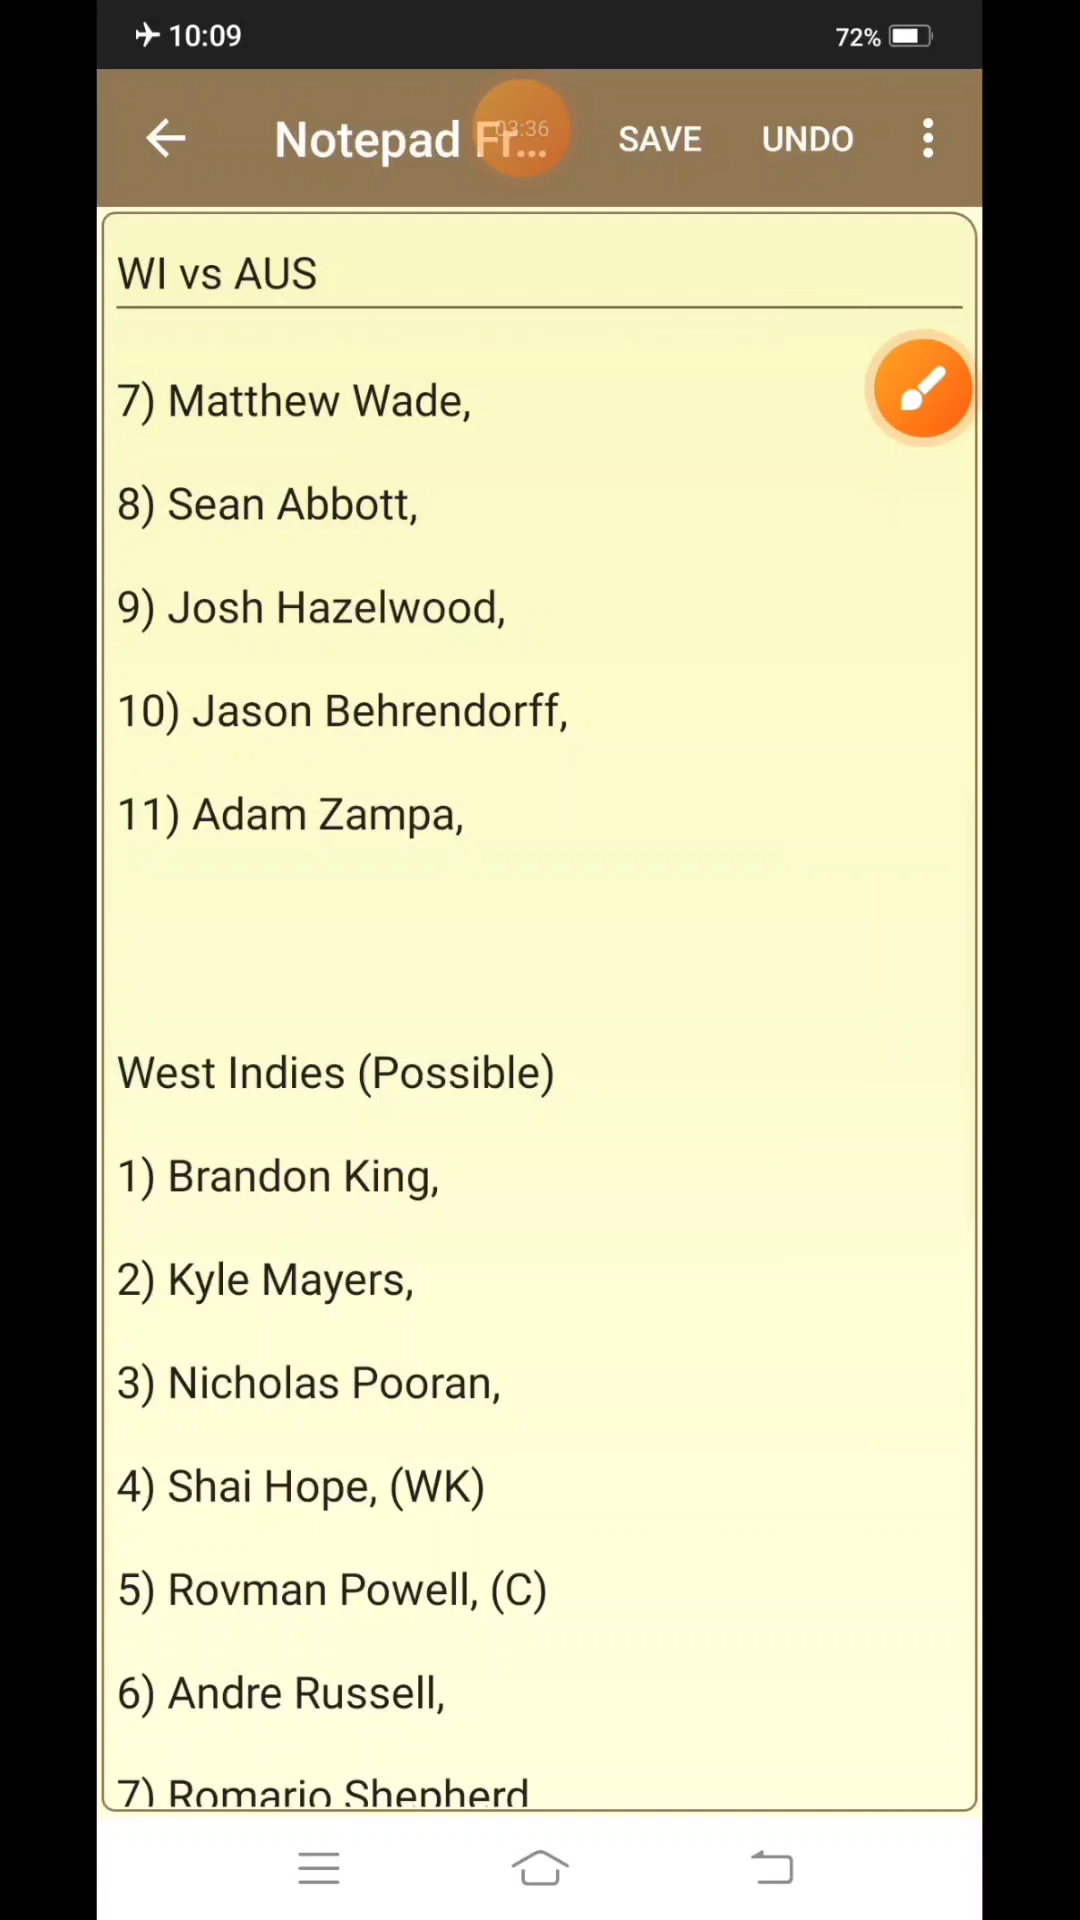 10:09
72%
Notepad Fr...
03:36
SAVE
UNDO
WI vs AUS
7) Matthew Wade,
8) Sean Abbott,
9) Josh Hazelwood,
10) Jason Behrendorff,
11) Adam Zampa,
West Indies (Possible)
1) Brandon King,
2) Kyle Mayers,
3) Nicholas Pooran,
4) Shai Hope, (WK)
5) Rovman Powell, (C)
6) Andre Russell,
7) Romario Shepherd